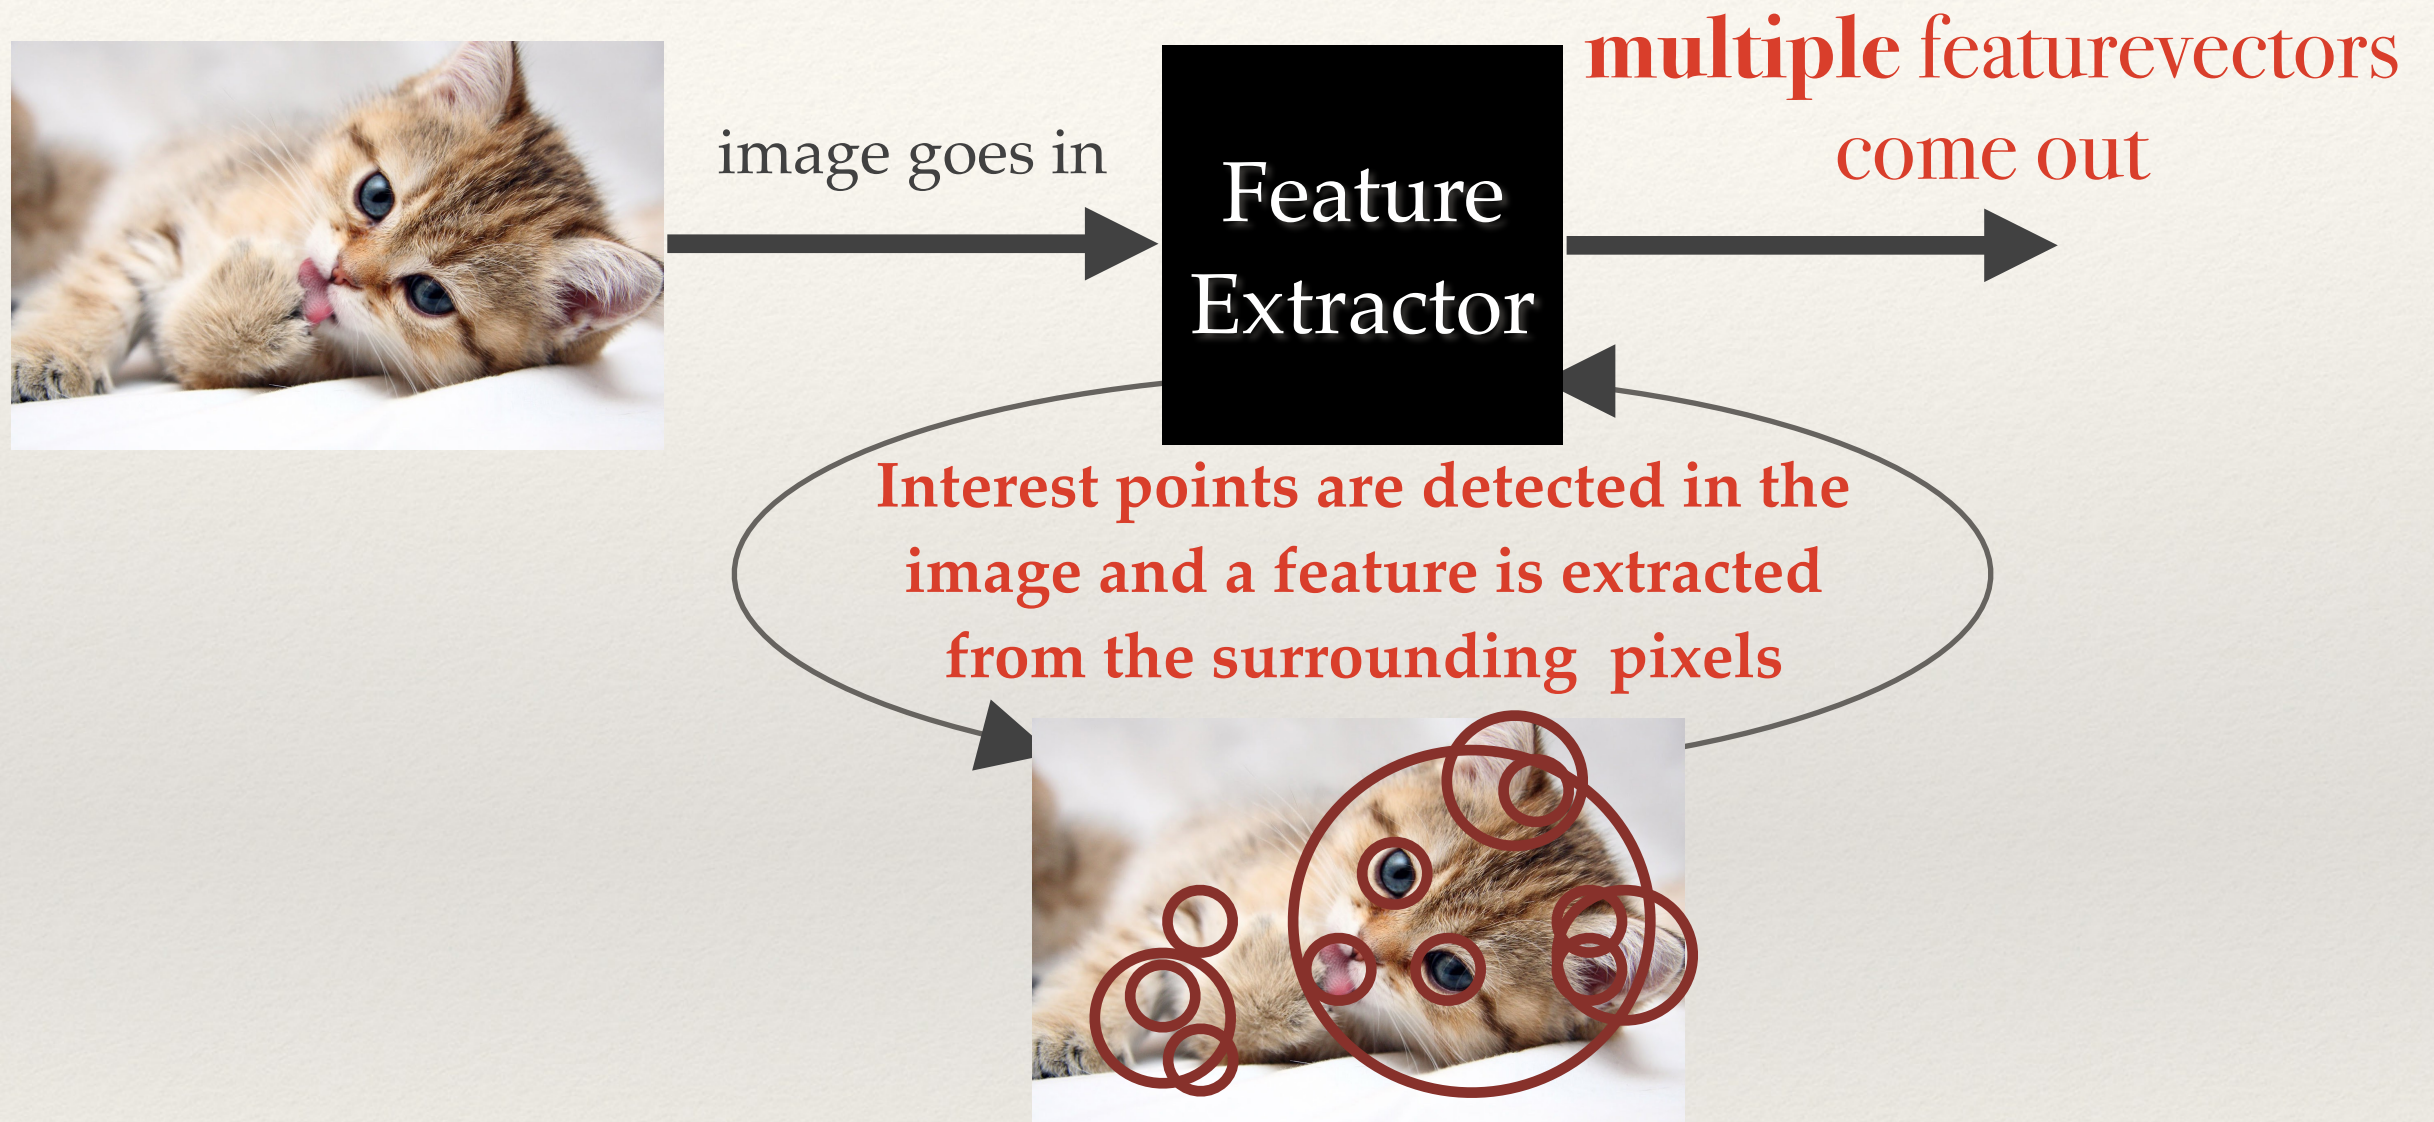 image goes in
Feature
Extractor
multiple featurevectors
come out
Interest points are detected in the
image and a feature is extracted
from the surrounding  pixels